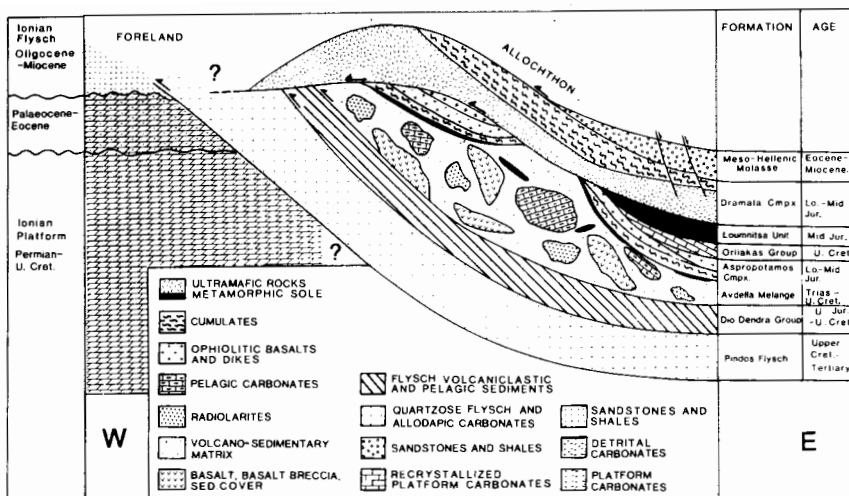 Ionian
Flysch
Oligocene
-Miocene
Palaeocene-
Eocene
Ionian
Platform
Permian-
U. Cret.
FORELAND
?
ALLOCHTHON
?
FORMATION
AGE
Meso-Hellenic
Molasse
Eocene-
Miocene.
Dramala Cmpx
Lo.-Mid
Jur.
Loumnitsa Unit
Mid Jur.
Orliakas Group
U. Cret
Aspropotamos
Cmpx.
Lo.-Mid
Jur.
Avdella Melange
Trias-
U. Cret.
Dio Dendra Group
U Jur.
-U Cret.
Pindos Flysch
Upper
Cret.-
Tertiary
ULTRAMAFIC ROCKS
METAMORPHIC SOLE
CUMULATES
OPHIOLITIC BASALTS
AND DIKES
PELAGIC CARBONATES
RADIOLARITES
VOLCANO-SEDIMENTARY
MATRIX
BASALT, BASALT BRECCIA,
SED COVER
FLYSCH VOLCANICLASTIC
AND PELAGIC SEDIMENTS
QUARTZOSE FLYSCH AND
ALLODAPIC CARBONATES
SANDSTONES AND SHALES
RECRYSTALLIZED
PLATFORM CARBONATES
SANDSTONES AND
SHALES
DETRITAL
CARBONATES
PLATFORM
CARBONATES
W
E